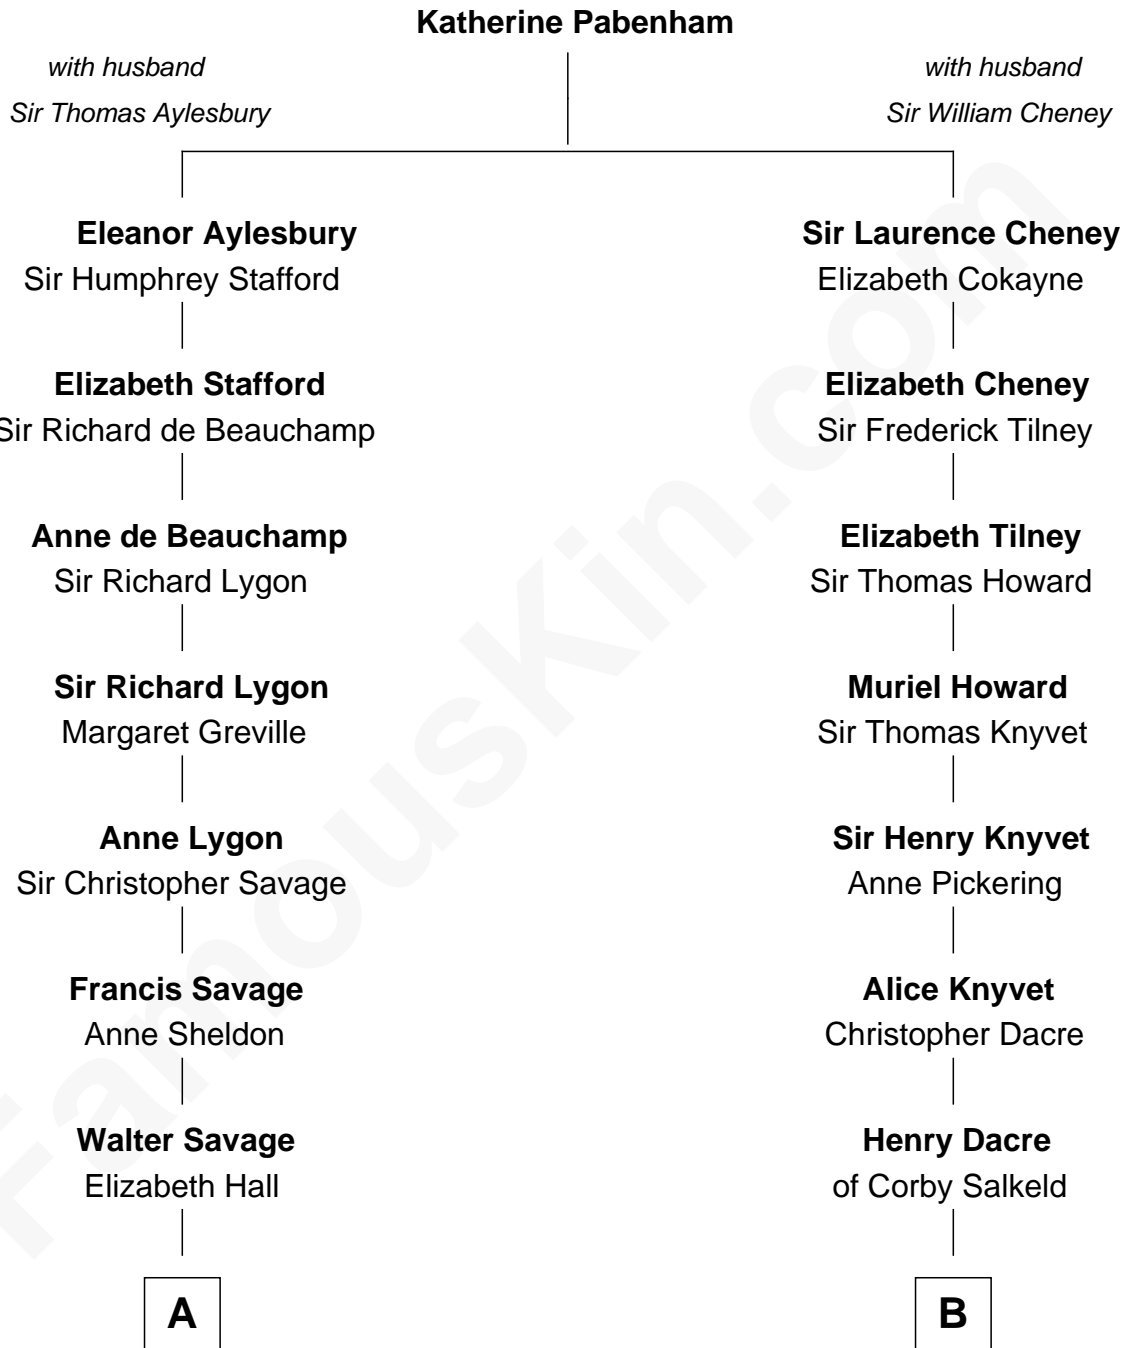 Katherine Pabenham
with husband
Sir Thomas Aylesbury
with husband
Sir William Cheney
Eleanor Aylesbury
Sir Humphrey Stafford
Elizabeth Stafford
Sir Richard de Beauchamp
Anne de Beauchamp
Sir Richard Lygon
Sir Richard Lygon
Margaret Greville
Anne Lygon
Sir Christopher Savage
Francis Savage
Anne Sheldon
Walter Savage
Elizabeth Hall
A
Sir Laurence Cheney
Elizabeth Cokayne
Elizabeth Cheney
Sir Frederick Tilney
Elizabeth Tilney
Sir Thomas Howard
Muriel Howard
Sir Thomas Knyvet
Sir Henry Knyvet
Anne Pickering
Alice Knyvet
Christopher Dacre
Henry Dacre
of Corby Salkeld
B
FamousKin.com